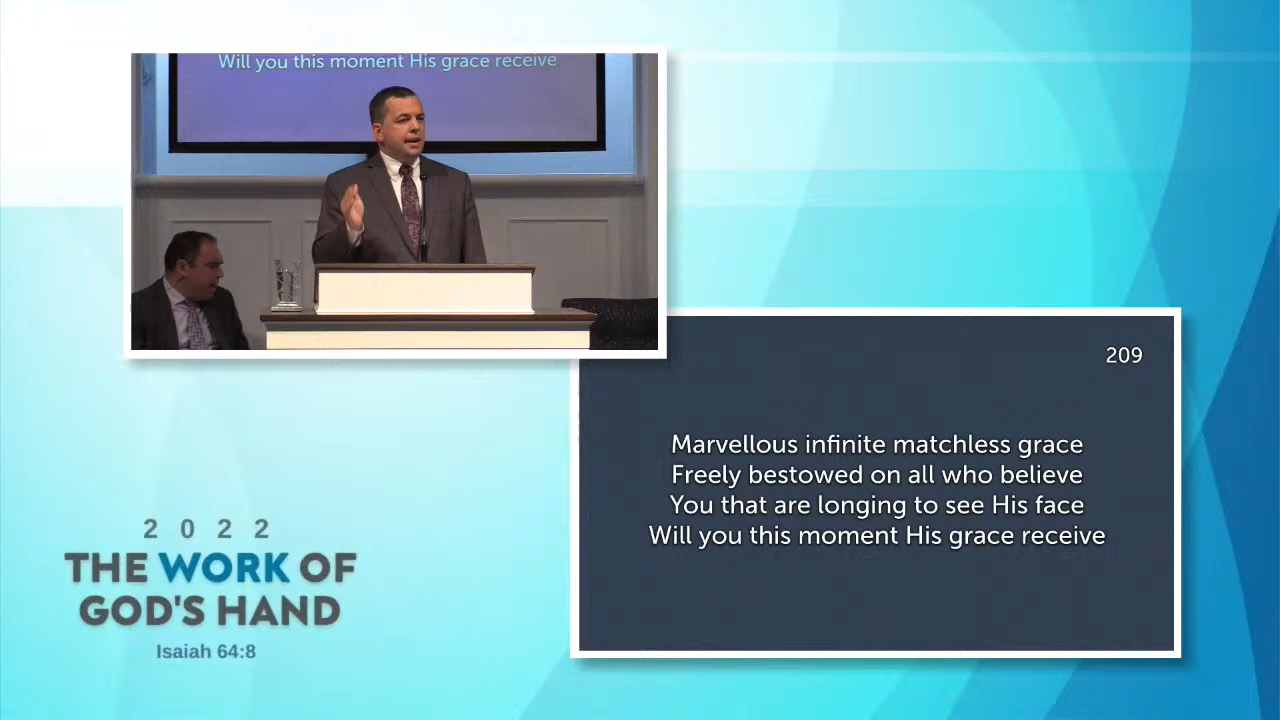 Will you this moment His grace receive
209
Marvellous infinite matchless grace
Freely bestowed on all who believe
You that are longing to see His face
Will you this moment His grace receive
2022
THE WORK OF
GOD'S HAND
Isaiah 64:8